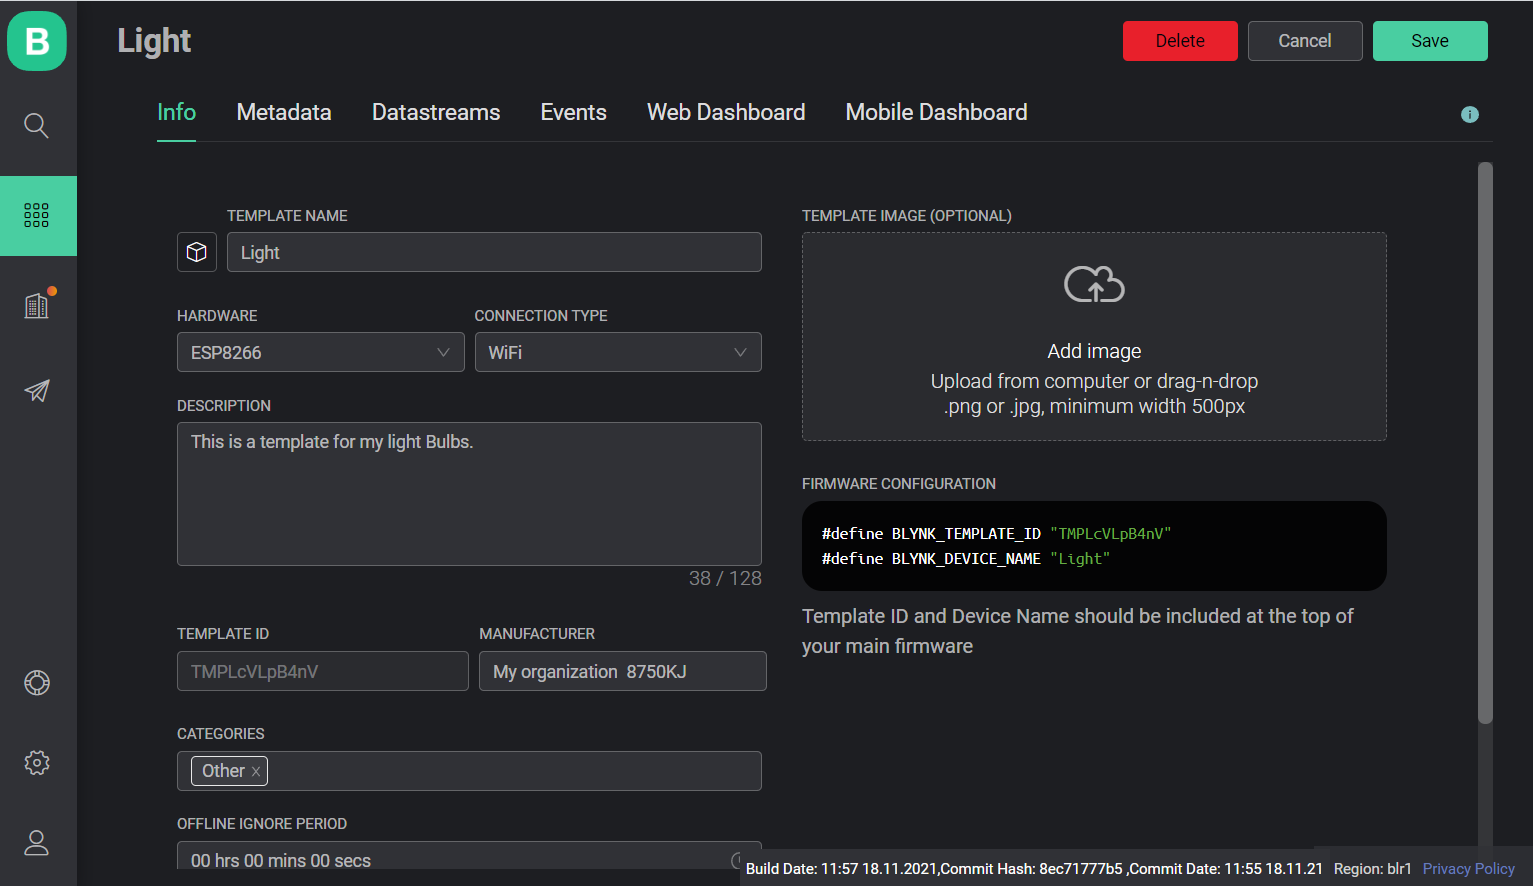 B
Light
Delete
Cancel
Save
Info
Metadata
Datastreams
Events
Web Dashboard
Mobile Dashboard
TEMPLATE NAME
Light
HARDWARE
CONNECTION TYPE
ESP8266
WiFi
DESCRIPTION
This is a template for my light Bulbs.
38 / 128
TEMPLATE ID
MANUFACTURER
TMPLcVLpB4nV
My organization 8750KJ
CATEGORIES
Other x
OFFLINE IGNORE PERIOD
00 hrs 00 mins 00 secs
TEMPLATE IMAGE (OPTIONAL)
Add image
Upload from computer or drag-n-drop
.png or .jpg, minimum width 500px
FIRMWARE CONFIGURATION
#define BLYNK_TEMPLATE_ID "TMPLcVLpB4nV"
#define BLYNK_DEVICE_NAME "Light"
Template ID and Device Name should be included at the top of
your main firmware
Build Date: 11:57 18.11.2021,Commit Hash: 8ec71777b5 ,Commit Date: 11:55 18.11.21 Region: blr1 Privacy Policy